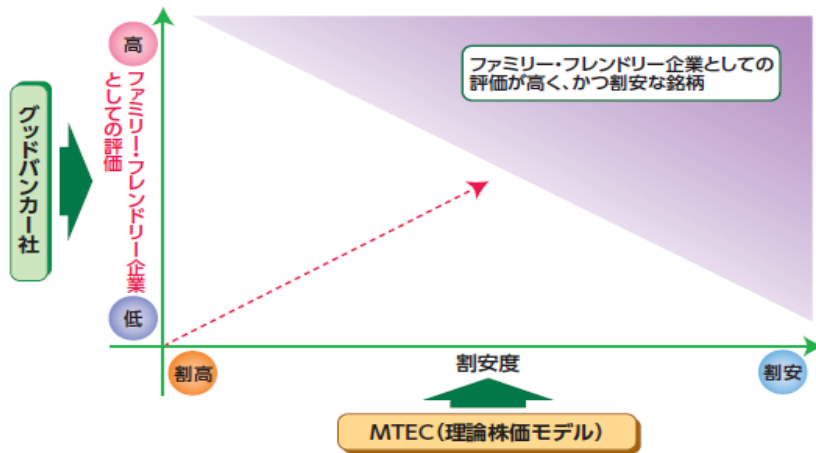 高
ファミリー・フレンドリー企業
としての評価
低
グッドバンカー社
ファミリー・フレンドリー企業としての
評価が高く、かつ割安な銘柄
割高
割安度
割安
MTEC(理論株価モデル)